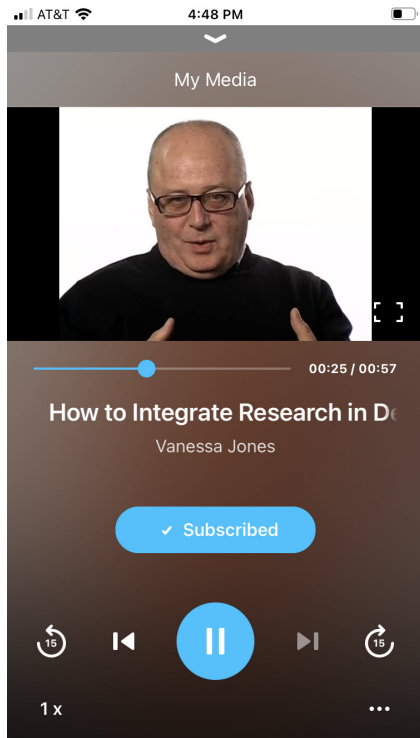 AT&T 4:48 PM
My Media
00:25 / 00:57
How to Integrate Research in De
Vanessa Jones
Subscribed
15 15
1 x